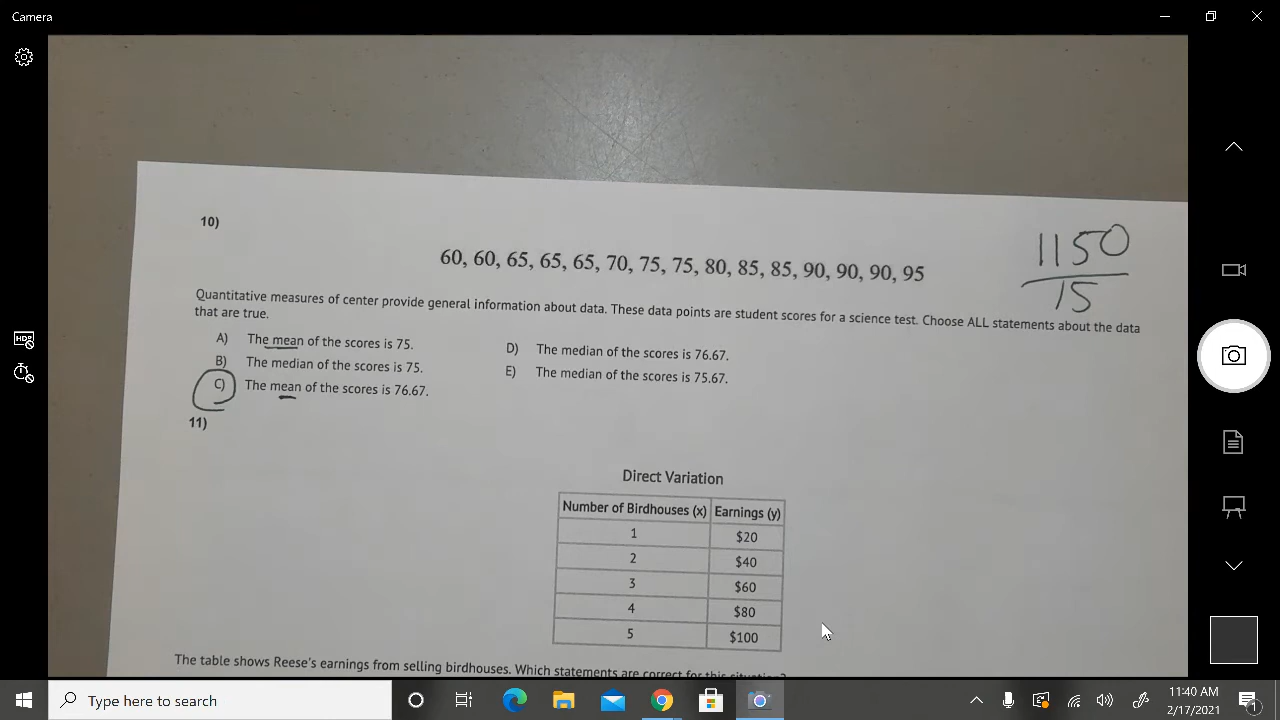 Camera
10)
60, 60, 65, 65, 65, 70, 75, 75, 80, 85, 85, 90, 90, 90, 95
1150
15
Quantitative measures of center provide general information about data. These data points are student scores for a science test. Choose ALL statements about the data
that are true.
A) The mean of the scores is 75.
B) The median of the scores is 75.
C) The mean of the scores is 76.67.
D) The median of the scores is 76.67.
E) The median of the scores is 75.67.
11)
Direct Variation
Number of Birdhouses (x) Earnings (y)
1 $20
2 $40
3 $60
4 $80
5 $100
The table shows Reese's earnings from selling birdhouses. Which statements are correct for this situation?
HDR
Type here to search
11:40 AM
2/17/2021
1